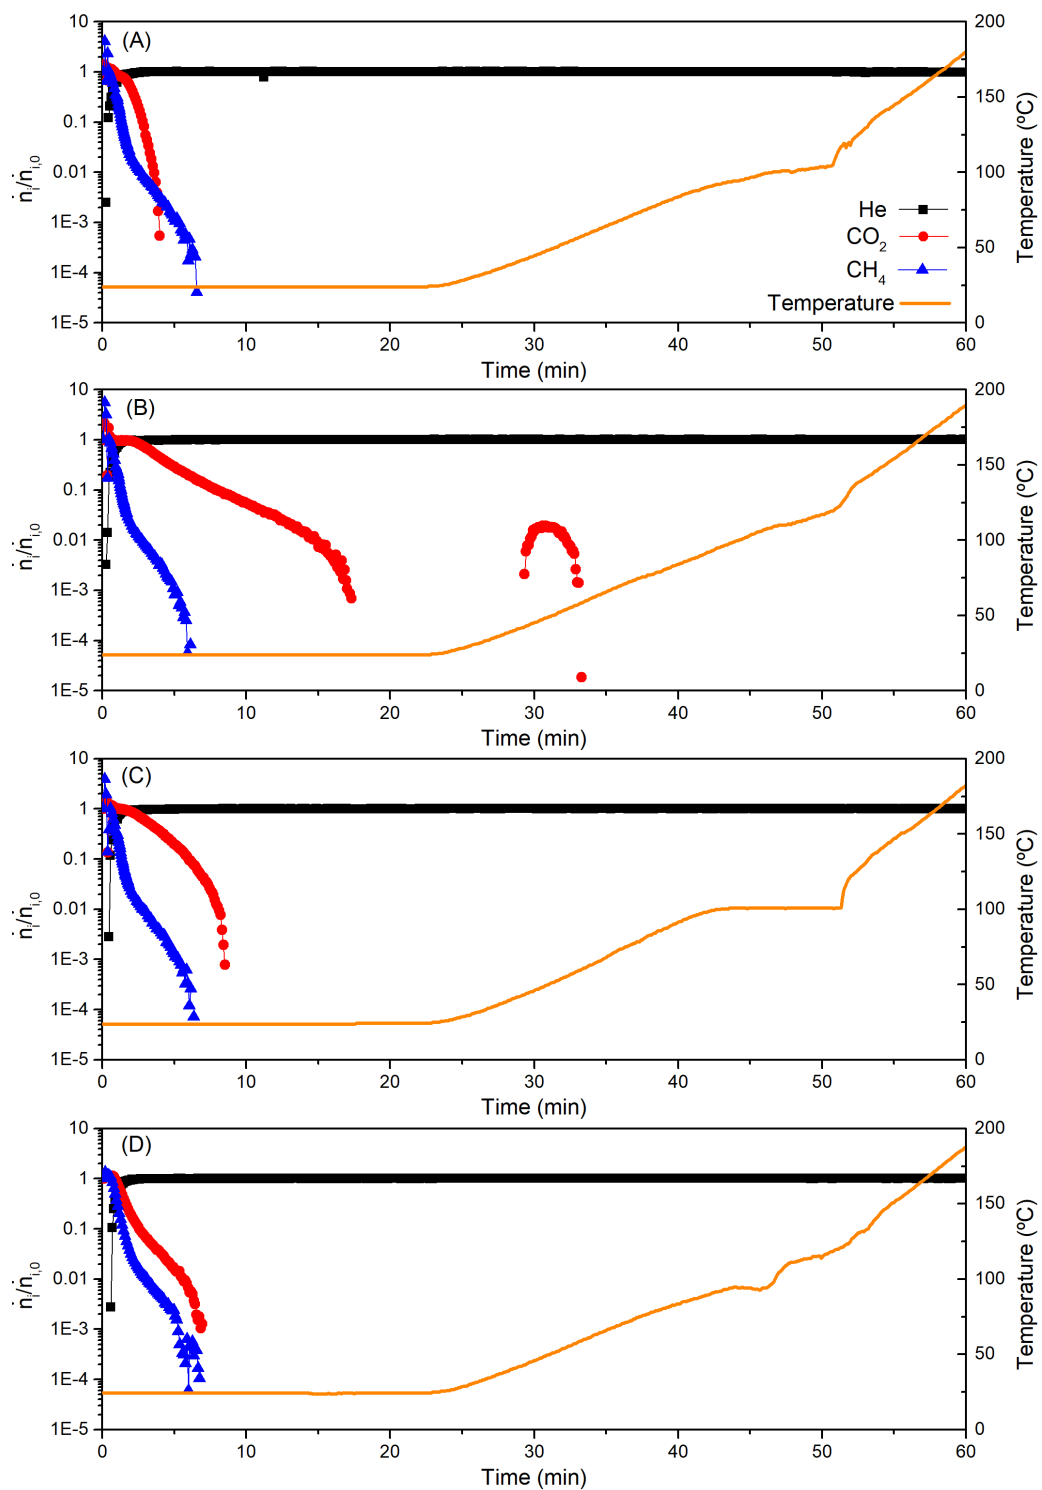 (A)
10
1
0.1
0.01
1E-3
1E-4
1E-5
ṅi/ṅi,0
200
150
100
50
0
Temperature (ºC)
He
CO2
CH4
Temperature
0 10 20 30 40 50 60
Time (min)
(B)
10
1
0.1
0.01
1E-3
1E-4
1E-5
ṅi/ṅi,0
200
150
100
50
0
Temperature (ºC)
0 10 20 30 40 50 60
Time (min)
(C)
10
1
0.1
0.01
1E-3
1E-4
1E-5
ṅi/ṅi,0
200
150
100
50
0
Temperature (ºC)
0 10 20 30 40 50 60
Time (min)
(D)
10
1
0.1
0.01
1E-3
1E-4
1E-5
ṅi/ṅi,0
200
150
100
50
0
Temperature (ºC)
0 10 20 30 40 50 60
Time (min)